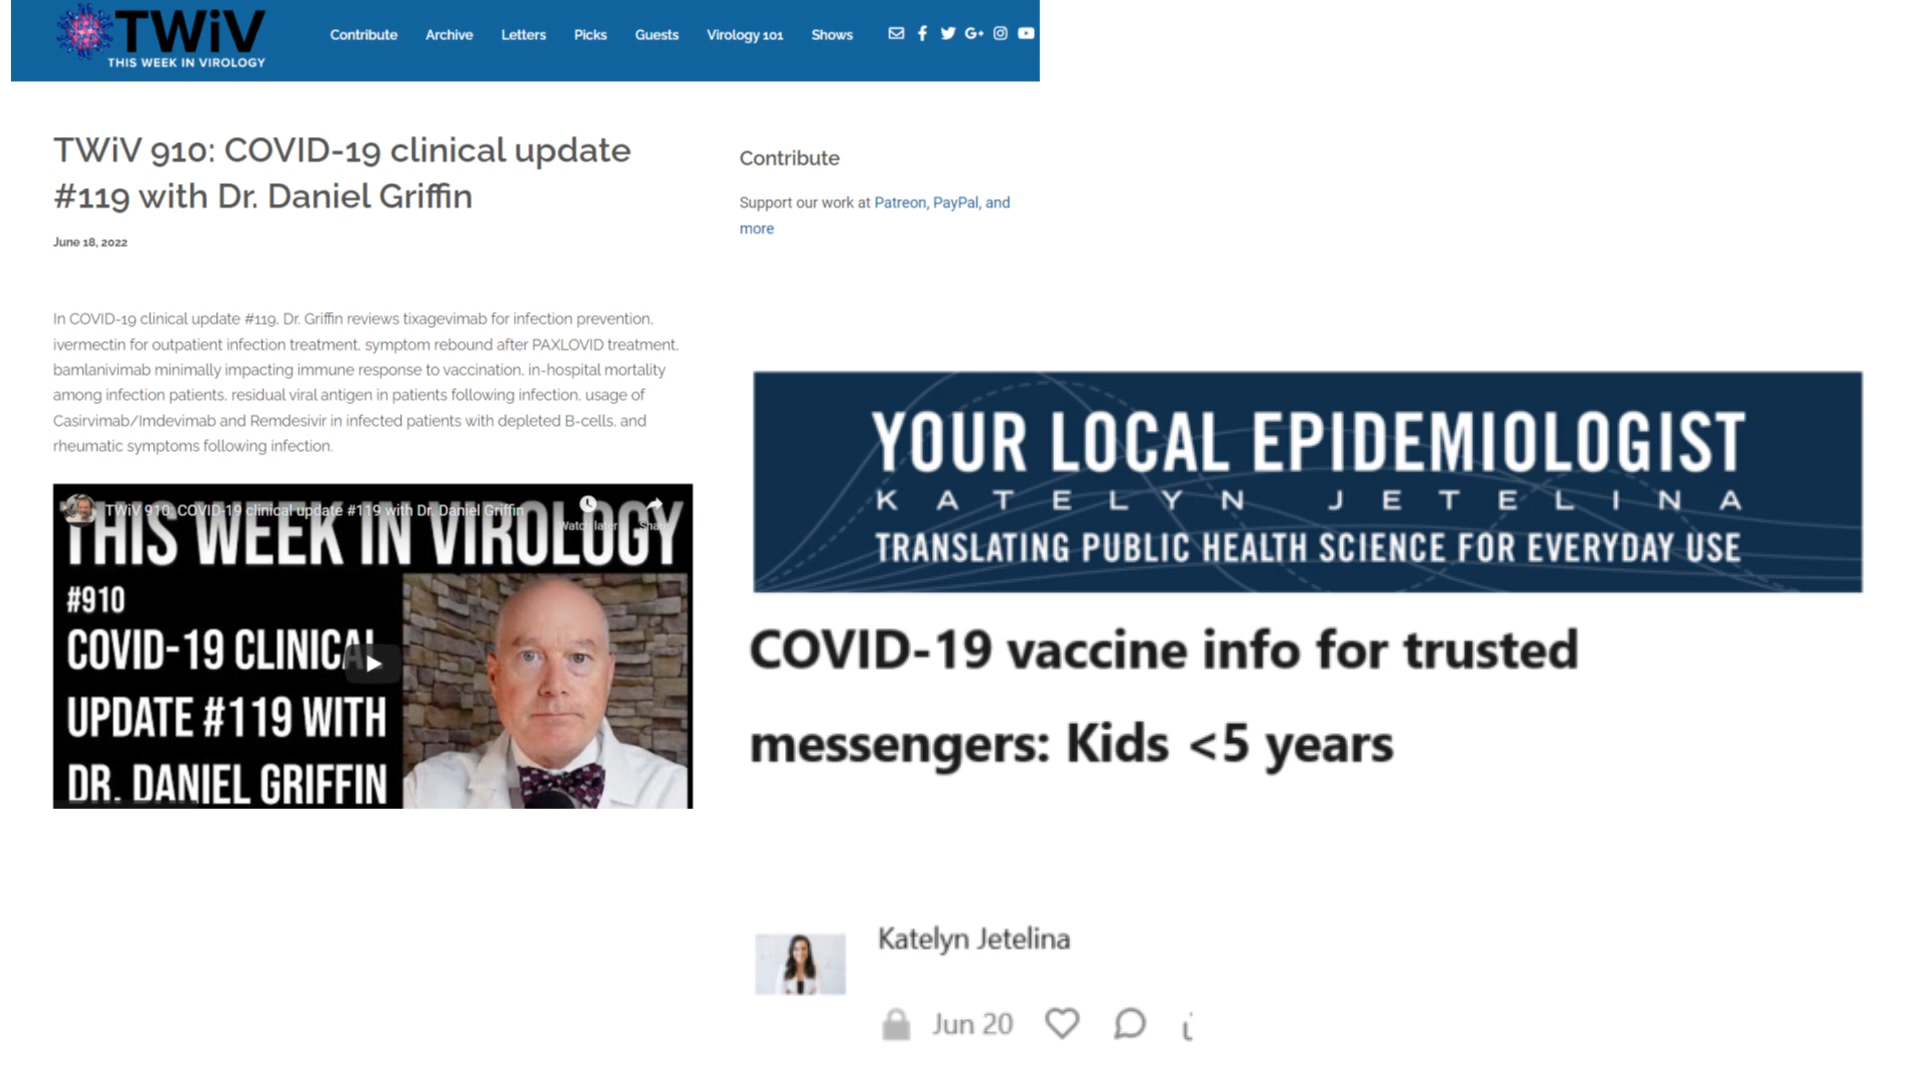 TWiV
THIS WEEK IN VIROLOGY
Contribute Archive Letters Picks Guests Virology 101 Shows
TWiV 910: COVID-19 clinical update
#119 with Dr. Daniel Griffin
June 18, 2022
In COVID-19 clinical update #119, Dr. Griffin reviews tixagevimab for infection prevention,
ivermectin for outpatient infection treatment, symptom rebound after PAXLOVID treatment,
bamlanivimab minimally impacting immune response to vaccination, in-hospital mortality
among infection patients, residual viral antigen in patients following infection, usage of
Casirvimab/Imdevimab and Remdesivir in infected patients with depleted B-cells, and
rheumatic symptoms following infection.
TWiV 910: COVID-19 clinical update #119 with Dr. Daniel Griffin
Watch later Share
THIS WEEK IN VIROLOGY
#910
COVID-19 CLINICAL
UPDATE #119 WITH
DR. DANIEL GRIFFIN
Contribute
Support our work at Patreon, PayPal, and
more
YOUR LOCAL EPIDEMIOLOGIST
KATELYN JETELINA
TRANSLATING PUBLIC HEALTH SCIENCE FOR EVERYDAY USE
COVID-19 vaccine info for trusted
messengers: Kids <5 years
Katelyn Jetelina
Jun 20